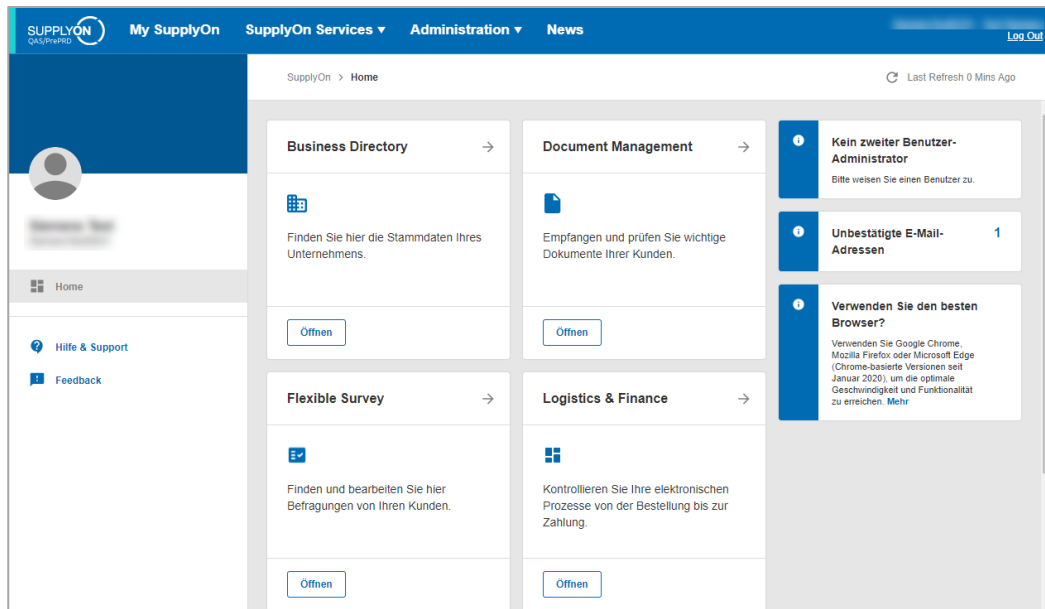 SUPPLYON
QAS/PrePRD
My SupplyOn
SupplyOn Services ▾
Administration ▾
News
Log Out
SupplyOn > Home
Last Refresh 0 Mins Ago
Home
Hilfe & Support
Feedback
Business Directory
Finden Sie hier die Stammdaten Ihres
Unternehmens.
Öffnen
Document Management
Empfangen und prüfen Sie wichtige
Dokumente Ihrer Kunden.
Öffnen
Flexible Survey
Finden und bearbeiten Sie hier
Befragungen von Ihren Kunden.
Öffnen
Logistics & Finance
Kontrollieren Sie Ihre elektronischen
Prozesse von der Bestellung bis zur
Zahlung.
Öffnen
Kein zweiter Benutzer-
Administrator
Bitte weisen Sie einen Benutzer zu.
Unbestätigte E-Mail-
Adressen
1
Verwenden Sie den besten
Browser?
Verwenden Sie Google Chrome,
Mozilla Firefox oder Microsoft Edge
(Chrome-basierte Versionen seit
Januar 2020), um die optimale
Geschwindigkeit und Funktionalität
zu erreichen. Mehr